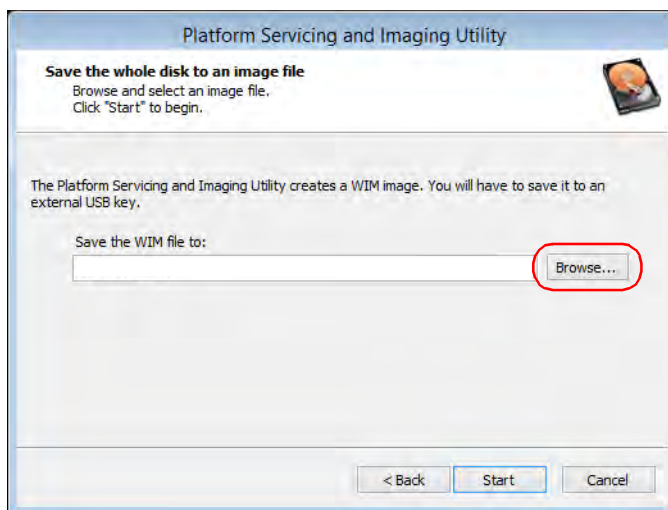 Platform Servicing and Imaging Utility
Save the whole disk to an image file
Browse and select an image file.
Click "Start" to begin.
The Platform Servicing and Imaging Utility creates a WIM image. You will have to save it to an
external USB key.
Save the WIM file to:
Browse...
< Back
Start
Cancel